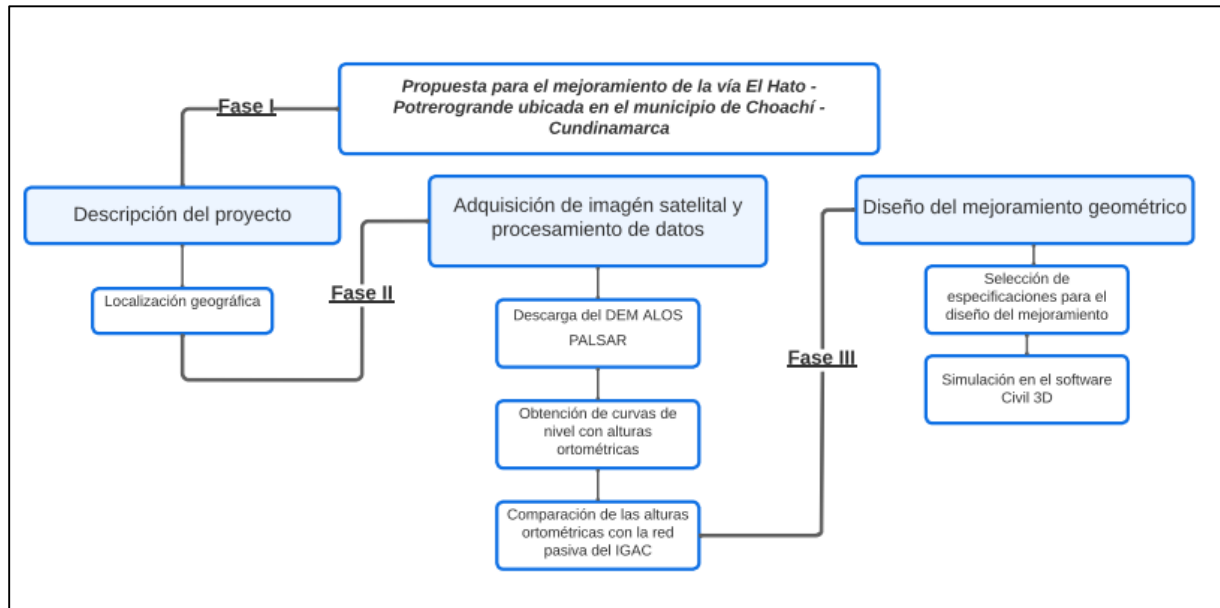 Propuesta para el mejoramiento de la vía El Hato -
Potrerogrande ubicada en el municipio de Choachí -
Cundinamarca
Fase I
Descripción del proyecto
Localización geográfica
Fase II
Adquisición de imagén satelital y
procesamiento de datos
Descarga del DEM ALOS
PALSAR
Obtención de curvas de
nivel con alturas
ortométricas
Comparación de las alturas
ortométricas con la red
pasiva del IGAC
Fase III
Diseño del mejoramiento geométrico
Selección de
especificaciones para el
diseño del mejoramiento
Simulación en el software
Civil 3D